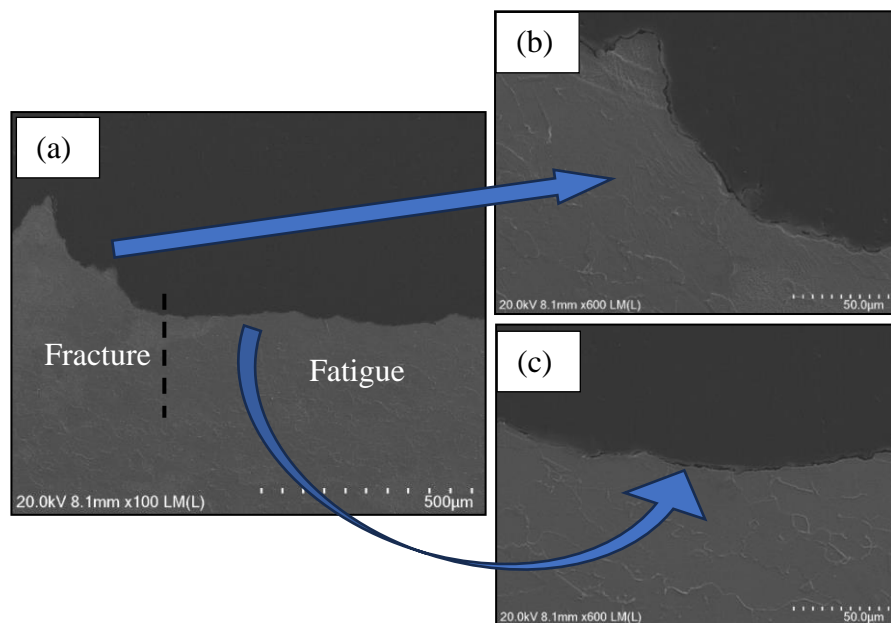 (a)
Fracture
Fatigue
20.0kV 8.1mm x100 LM(L)
500µm
(b)
20.0kV 8.1mm x600 LM(L)
50.0µm
(c)
20.0kV 8.1mm x600 LM(L)
50.0µm